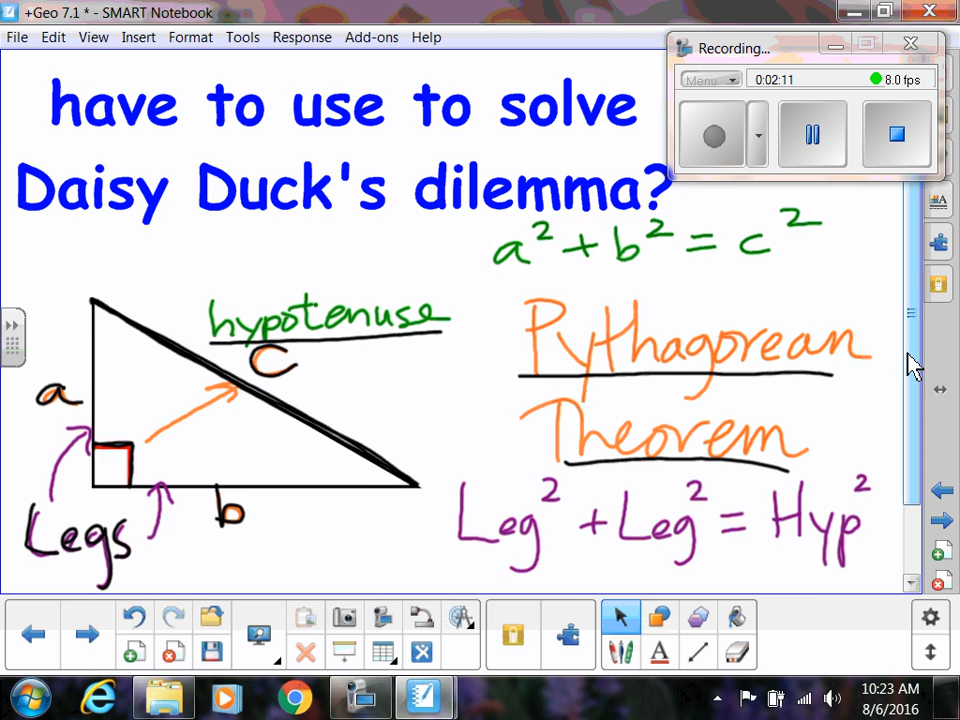 +Geo 7.1 * - SMART Notebook
File Edit View Insert Format Tools Response Add-ons Help
Recording...
Menu 0:02:11 8.0 fps
have to use to solve
Daisy Duck's dilemma?
a² + b² = c²
hypotenuse
c
Pythagorean
a
Theorem
Leg² + Leg² = Hyp²
b
Legs
10:23 AM
8/6/2016